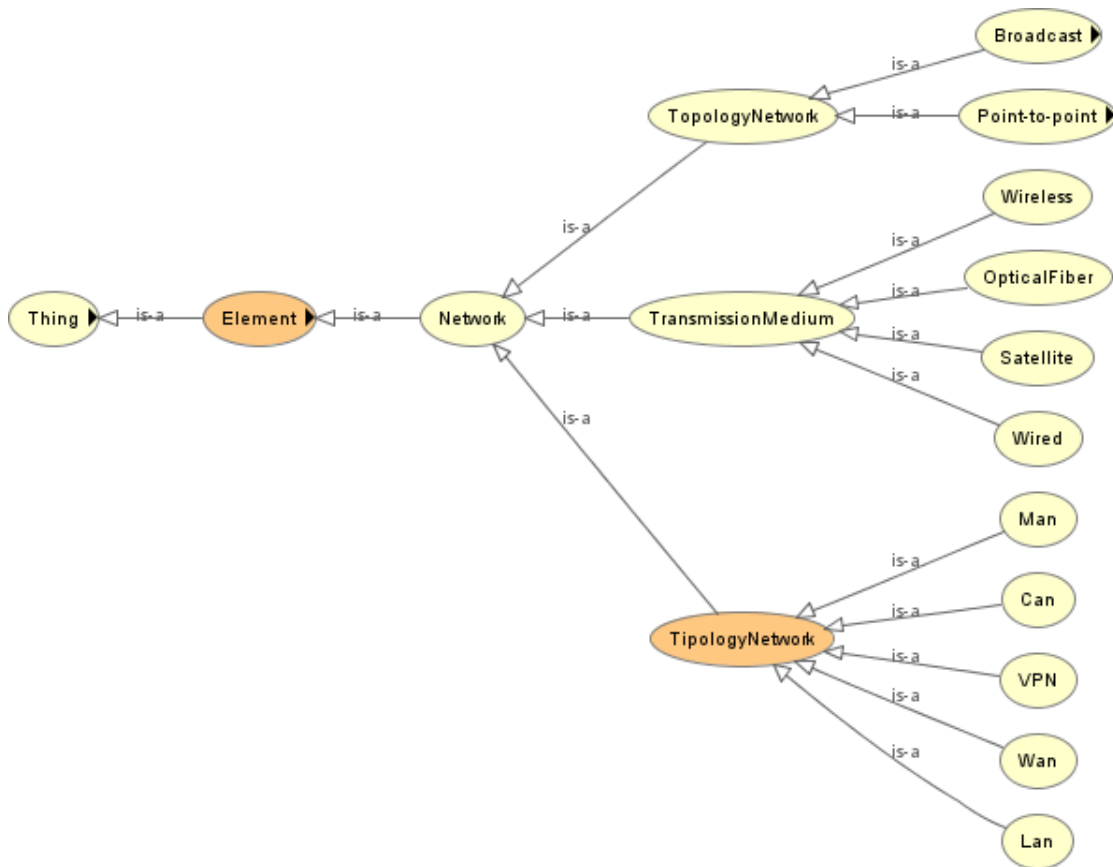 Broadcast
is-a
TopologyNetwork
is-a
Point-to-point
Wireless
is-a
is-a
OpticalFiber
is-a
Thing
is-a
Element
is-a
Network
is-a
TransmissionMedium
is-a
Satellite
is-a
is-a
Wired
Man
is-a
Can
is-a
TipologyNetwork
is-a
VPN
is-a
Wan
is-a
Lan